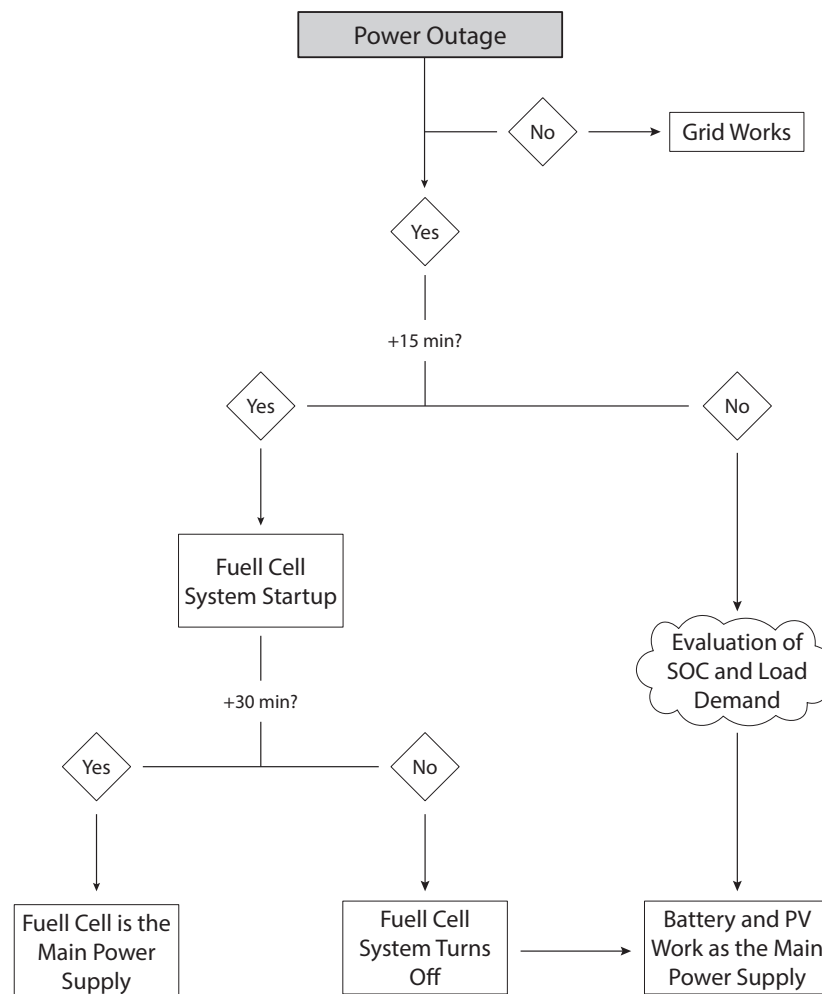 Power Outage
No
Grid Works
Yes
+15 min?
Yes
No
Fuell Cell
System Startup
Evaluation of
SOC and Load
Demand
+30 min?
Yes
No
Fuell Cell is the
Main Power
Supply
Fuell Cell
System Turns
Off
Battery and PV
Work as the Main
Power Supply